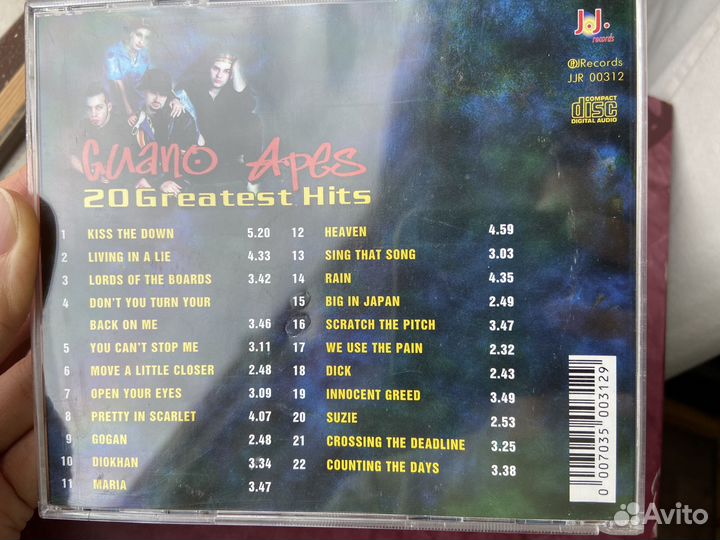 J.J.
records
JJRecords
JJR 00312
COMPACT
disc
DIGITAL AUDIO
Guano Apes
20 Greatest Hits
1 KISS THE DOWN 5.20
2 LIVING IN A LIE 4.33
3 LORDS OF THE BOARDS 3.42
4 DON'T YOU TURN YOUR
BACK ON ME 3.46
5 YOU CAN'T STOP ME 3.11
6 MOVE A LITTLE CLOSER 2.48
7 OPEN YOUR EYES 3.09
8 PRETTY IN SCARLET 4.07
9 GOGAN 2.48
10 DIOKHAN 3.34
11 MARIA 3.47
12 HEAVEN 4.59
13 SING THAT SONG 3.03
14 RAIN 4.35
15 BIG IN JAPAN 2.49
16 SCRATCH THE PITCH 3.47
17 WE USE THE PAIN 2.32
18 DICK 2.43
19 INNOCENT GREED 3.49
20 SUZIE 2.53
21 CROSSING THE DEADLINE 3.25
22 COUNTING THE DAYS 3.38
0 007035 003129
Avito